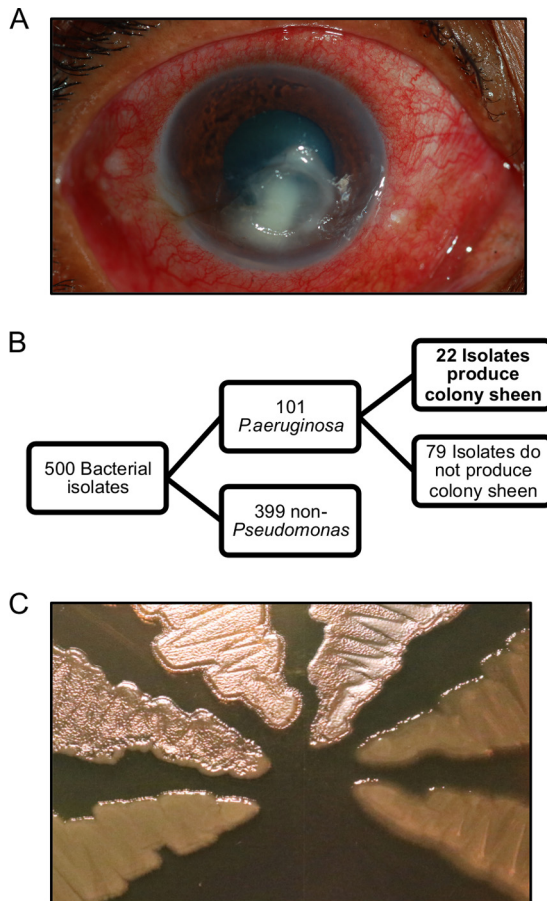 A
B
500 Bacterial
isolates
101
P.aeruginosa
399 non-
Pseudomonas
22 Isolates
produce
colony sheen
79 Isolates do
not produce
colony sheen
C